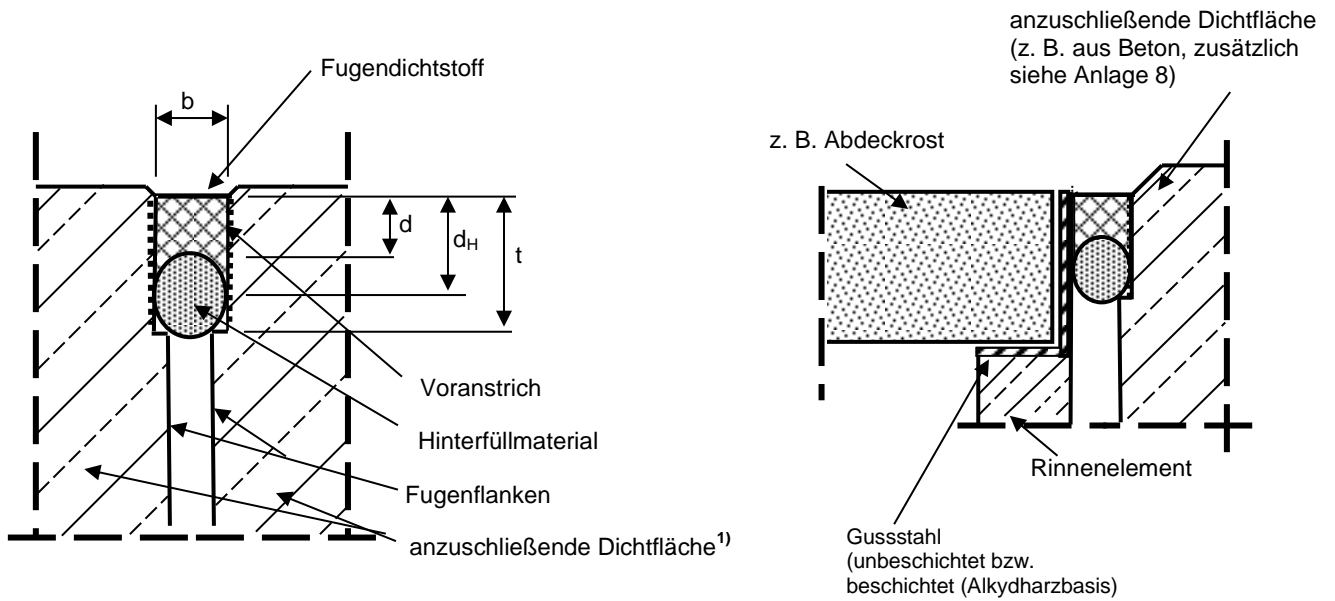 Fugendichtstoff
b
d
dH
t
Voranstrich
Hinterfüllmaterial
Fugenflanken
anzuschließende Dichtfläche1)
anzuschließende Dichtfläche
(z. B. aus Beton, zusätzlich
siehe Anlage 8)
z. B. Abdeckrost
Rinnenelement
Gussstahl
(unbeschichtet bzw.
beschichtet (Alkydharzbasis)